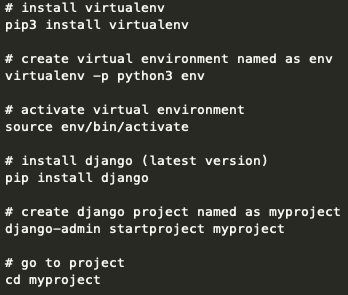 # install virtualenv
pip3 install virtualenv
# create virtual environment named as env
virtualenv -p python3 env
# activate virtual environment
source env/bin/activate
# install django (latest version)
pip install django
# create django project named as myproject
django-admin startproject myproject
# go to project
cd myproject